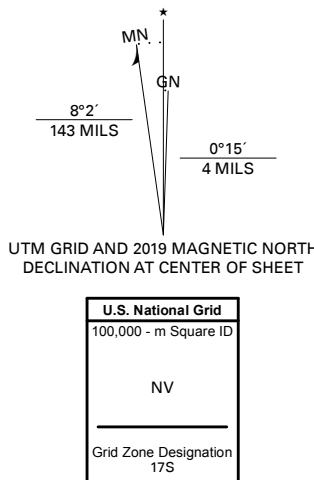 ★
MN
GN
8°2´
143 MILS
0°15´
4 MILS
UTM GRID AND 2019 MAGNETIC NORTH
DECLINATION AT CENTER OF SHEET
U.S. National Grid
100,000 - m Square ID
NV
Grid Zone Designation
17S